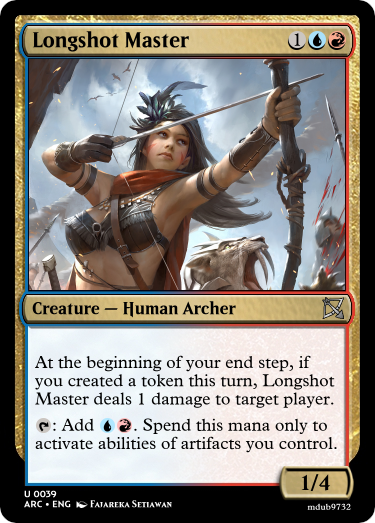 Longshot Master 1
Creature — Human Archer
At the beginning of your end step, if
you created a token this turn, Longshot
Master deals 1 damage to target player.
: Add . Spend this mana only to
activate abilities of artifacts you control.
1/4
U 0039
ARC • ENG Fajareka Setiawan
mdub9732